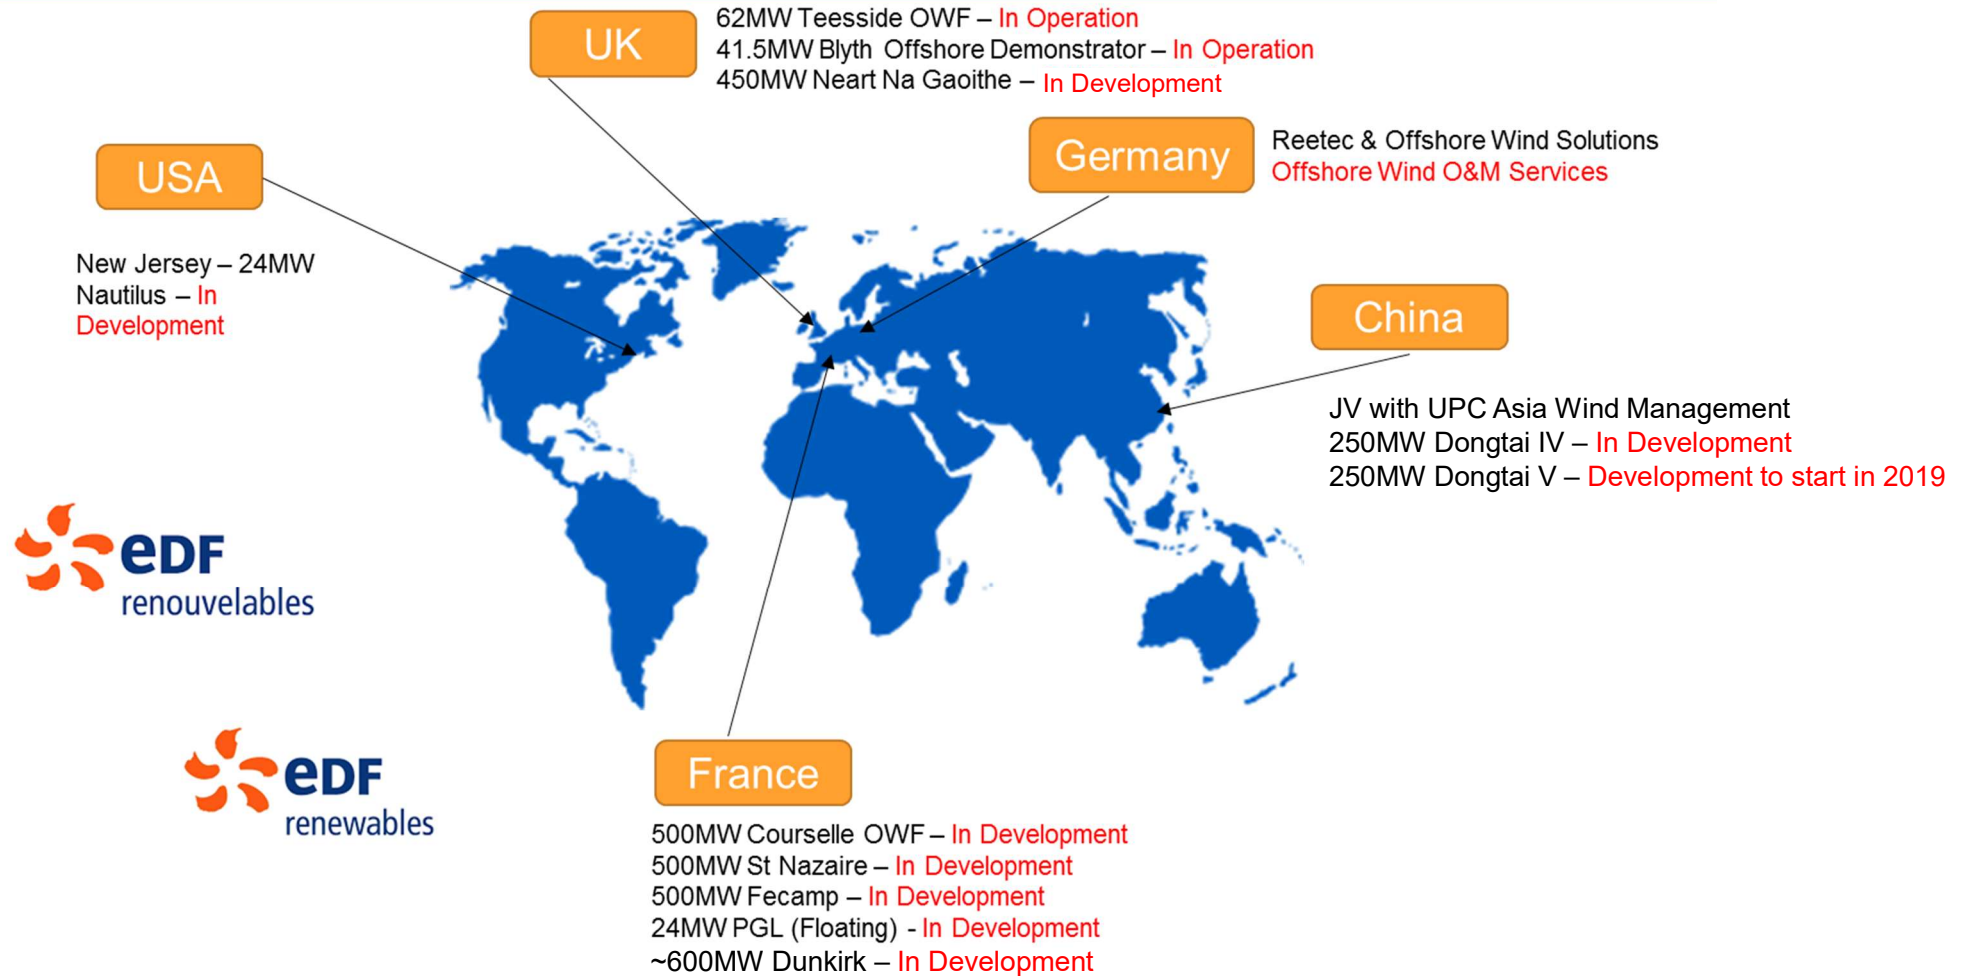 UK
62MW Teesside OWF – In Operation
41.5MW Blyth Offshore Demonstrator – In Operation
450MW Neart Na Gaoithe – In Development
Germany
Reetec & Offshore Wind Solutions
Offshore Wind O&M Services
USA
New Jersey – 24MW
Nautilus – In
Development
China
JV with UPC Asia Wind Management
250MW Dongtai IV – In Development
250MW Dongtai V – Development to start in 2019
eDF
renouvelables
eDF
renewables
France
500MW Courselle OWF – In Development
500MW St Nazaire – In Development
500MW Fecamp – In Development
24MW PGL (Floating) - In Development
~600MW Dunkirk – In Development